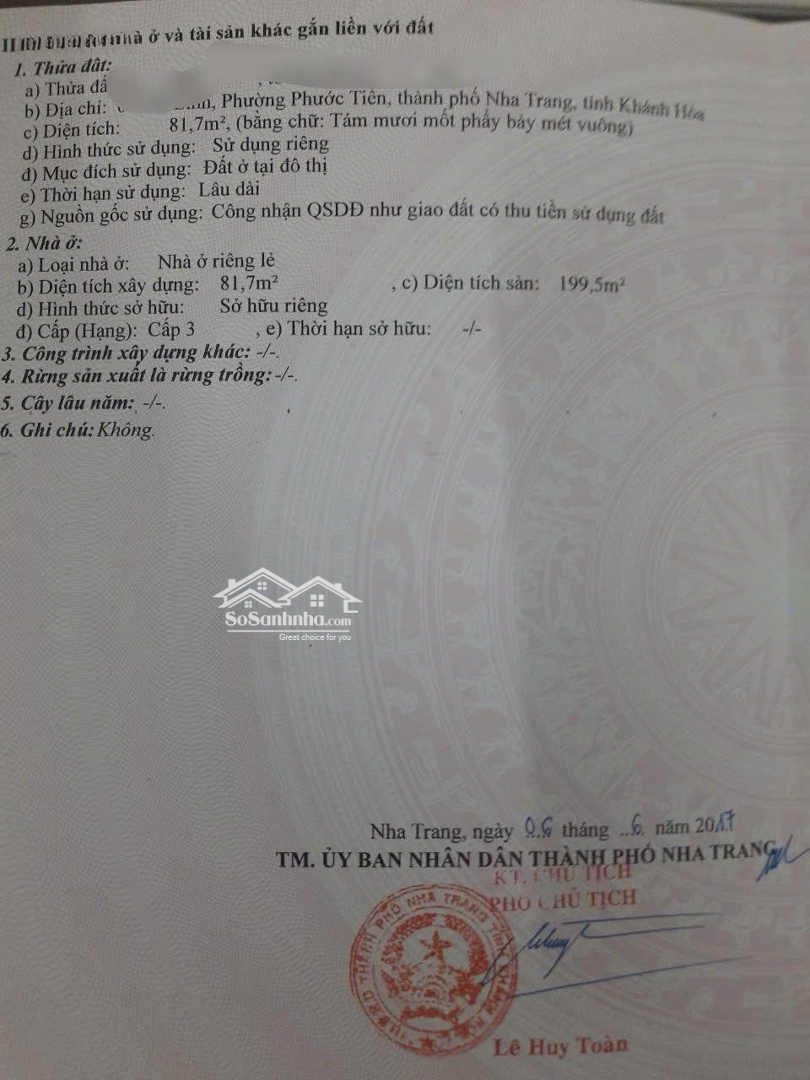 nhà ở và tài sản khác gắn liền với đất
1. Thửa đất:
a) Thửa đấ
b) Địa chỉ: Phường Phước Tiên, thành phố Nha Trang, tỉnh Khánh Hòa
c) Diện tích: 81,7m², (bằng chữ: Tám mươi mốt phẩy bảy mét vuông)
d) Hình thức sử dụng: Sử dụng riêng
đ) Mục đích sử dụng: Đất ở tại đô thị
e) Thời hạn sử dụng: Lâu dài
g) Nguồn gốc sử dụng: Công nhận QSDĐ như giao đất có thu tiền sử dụng đất
2. Nhà ở:
a) Loại nhà ở: Nhà ở riêng lẻ
b) Diện tích xây dựng: 81,7m² , c) Diện tích sàn: 199,5m²
d) Hình thức sở hữu: Sở hữu riêng
đ) Cấp (Hạng): Cấp 3 , e) Thời hạn sở hữu: -/-
3. Công trình xây dựng khác: -/-.
4. Rừng sản xuất là rừng trồng: -/-.
5. Cây lâu năm: -/-.
6. Ghi chú: Không.
SoSanhnha.com
Great choice for you
Nha Trang, ngày 06 tháng 6 năm 2017
TM. ỦY BAN NHÂN DÂN THÀNH PHỐ NHA TRANG
KT. CHỦ TỊCH
PHÓ CHỦ TỊCH
Lê Huy Toàn